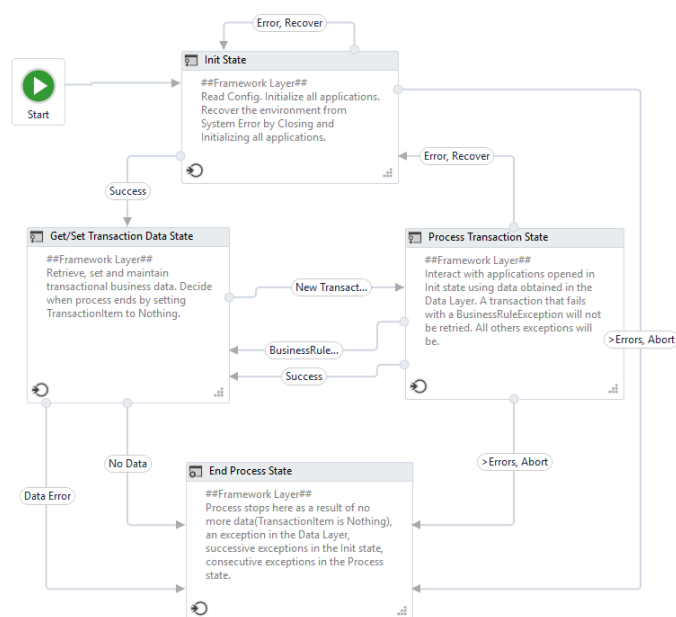 Error, Recover
Init State
##Framework Layer##
Read Config. Initialize all applications.
Recover the environment from
System Error by Closing and
Initializing all applications.
Start
Error, Recover
Success
Get/Set Transaction Data State
##Framework Layer##
Retrieve, set and maintain
transactional business data. Decide
when process ends by setting
TransactionItem to Nothing.
Process Transaction State
##Framework Layer##
Interact with applications opened in
Init state using data obtained in the
Data Layer. A transaction that fails
with a BusinessRuleException will not
be retried. All others exceptions will
be.
New Transact...
BusinessRule...
Success
>Errors, Abort
No Data
>Errors, Abort
Data Error
End Process State
##Framework Layer##
Process stops here as a result of no
more data(TransactionItem is Nothing),
an exception in the Data Layer,
successive exceptions in the Init state,
consecutive exceptions in the Process
state.